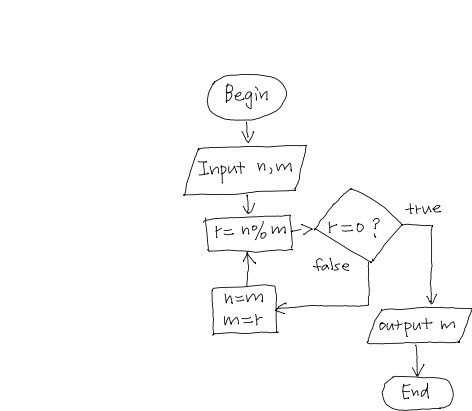 Begin
Input n,m
r= n%m
r=0 ?
true
false
n=m
m=r
output m
End